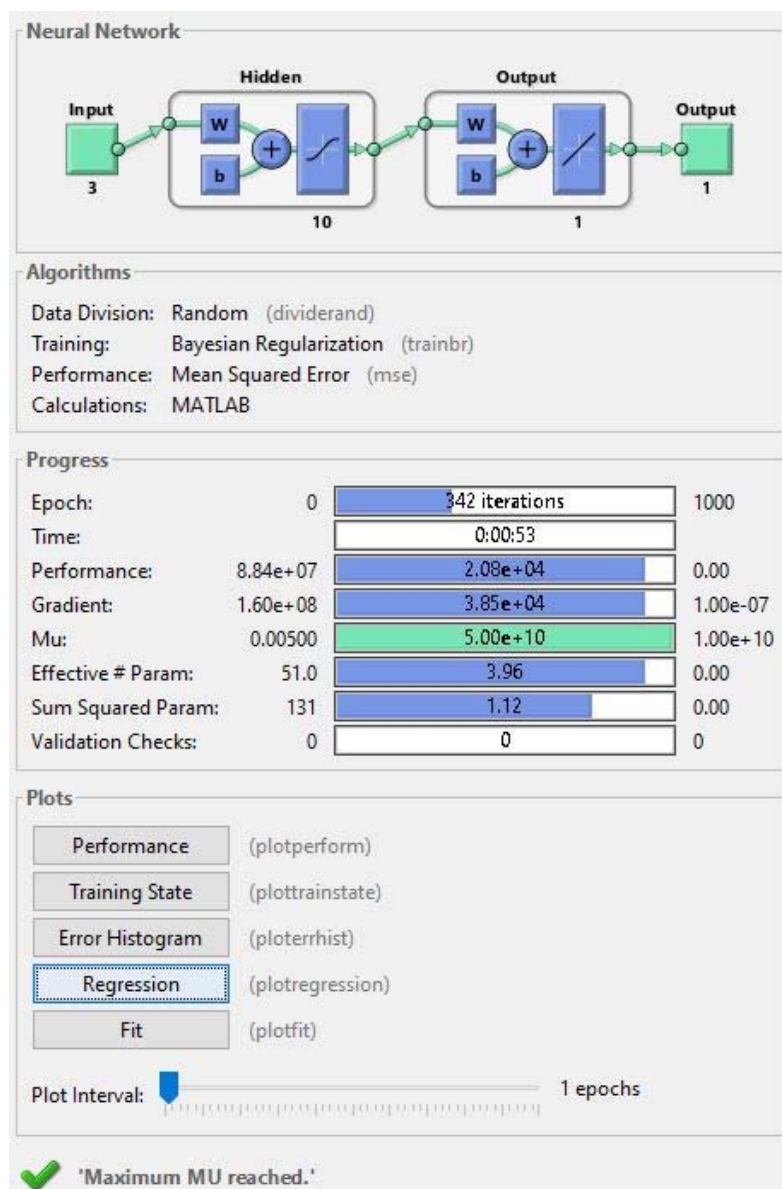 Neural Network
Hidden Output
Input Output
W W
b b
3 10 1 1
Algorithms
Data Division: Random (dividerand)
Training: Bayesian Regularization (trainbr)
Performance: Mean Squared Error (mse)
Calculations: MATLAB
Progress
Epoch: 0 342 iterations 1000
Time: 0:00:53
Performance: 8.84e+07 2.08e+04 0.00
Gradient: 1.60e+08 3.85e+04 1.00e-07
Mu: 0.00500 5.00e+10 1.00e+10
Effective # Param: 51.0 3.96 0.00
Sum Squared Param: 131 1.12 0.00
Validation Checks: 0 0 0
Plots
Performance (plotperform)
Training State (plottrainstate)
Error Histogram (ploterrhist)
Regression (plotregression)
Fit (plotfit)
Plot Interval: 1 epochs
'Maximum MU reached.'